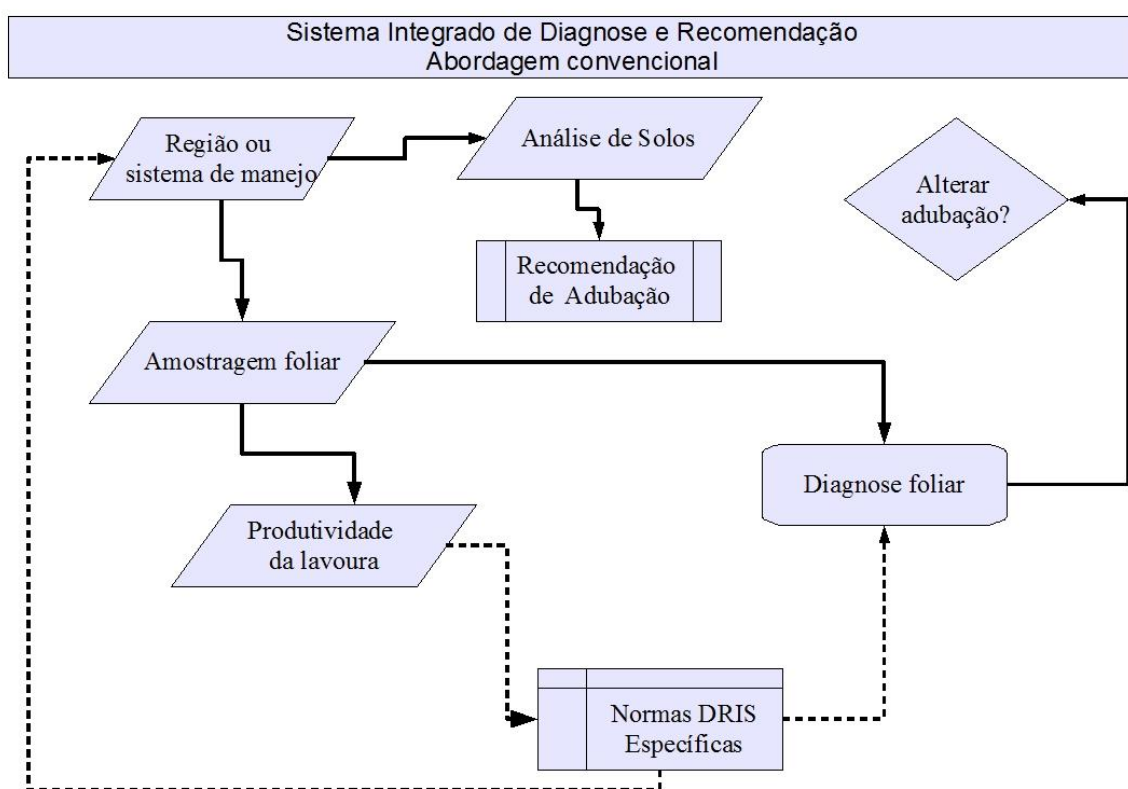 Sistema Integrado de Diagnose e Recomendação
Abordagem convencional
Região ou
sistema de manejo
Análise de Solos
Alterar
adubação?
Recomendação
de Adubação
Amostragem foliar
Diagnose foliar
Produtividade
da lavoura
Normas DRIS
Específicas